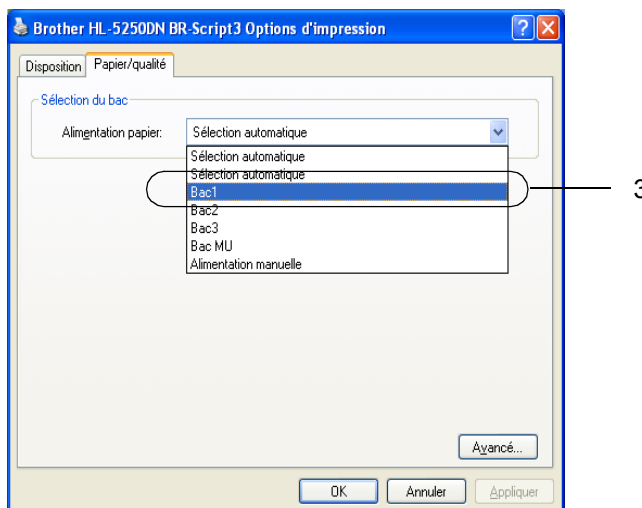 Brother HL-5250DN BR-Script3 Options d'impression
Disposition Papier/qualité
Sélection du bac
Alimentation papier: Sélection automatique
Sélection automatique
Sélection automatique
Bac1
3
Bac2
Bac3
Bac MU
Alimentation manuelle
Avancé...
OK Annuler Appliquer